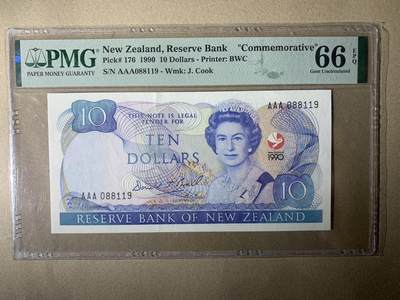 PMG
PAPER MONEY GUARANTY
New Zealand, Reserve Bank "Commemorative"
Pick# 176 1990 10 Dollars - Printer: BWC
S/N AAA088119 - Wmk: J. Cook
66 EPQ
Gem Uncirculated
10
THIS NOTE IS LEGAL
TENDER FOR
AAA 088119
TEN
DOLLARS
1990
AAA 088119
10
RESERVE BANK OF NEW ZEALAND